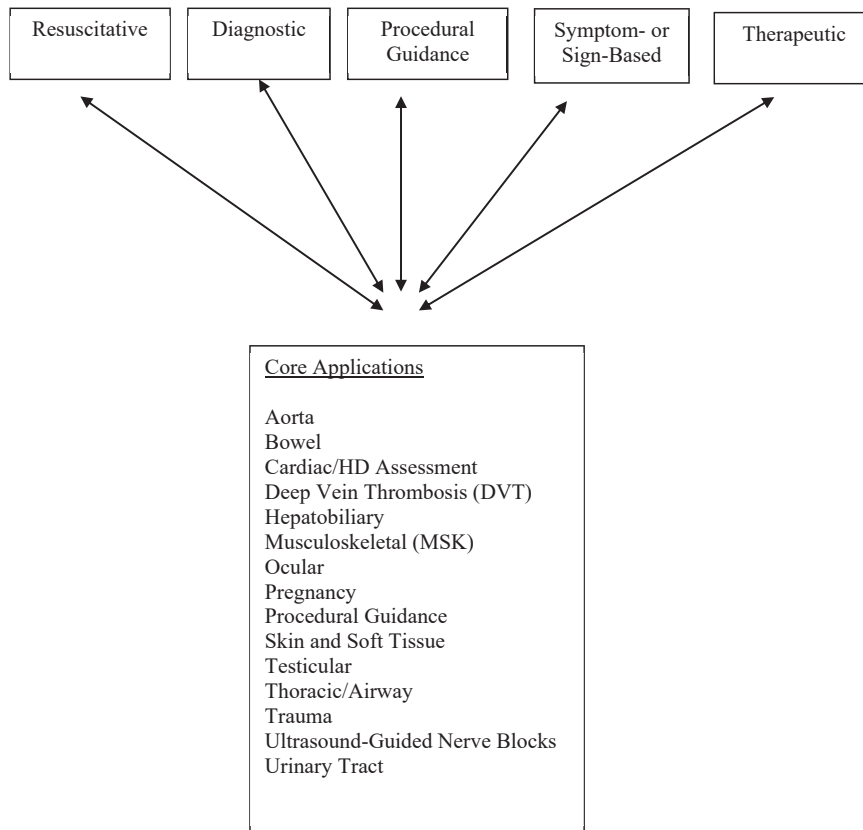 Resuscitative
Diagnostic
Procedural
Guidance
Symptom- or
Sign-Based
Therapeutic
Core Applications
Aorta
Bowel
Cardiac/HD Assessment
Deep Vein Thrombosis (DVT)
Hepatobiliary
Musculoskeletal (MSK)
Ocular
Pregnancy
Procedural Guidance
Skin and Soft Tissue
Testicular
Thoracic/Airway
Trauma
Ultrasound-Guided Nerve Blocks
Urinary Tract